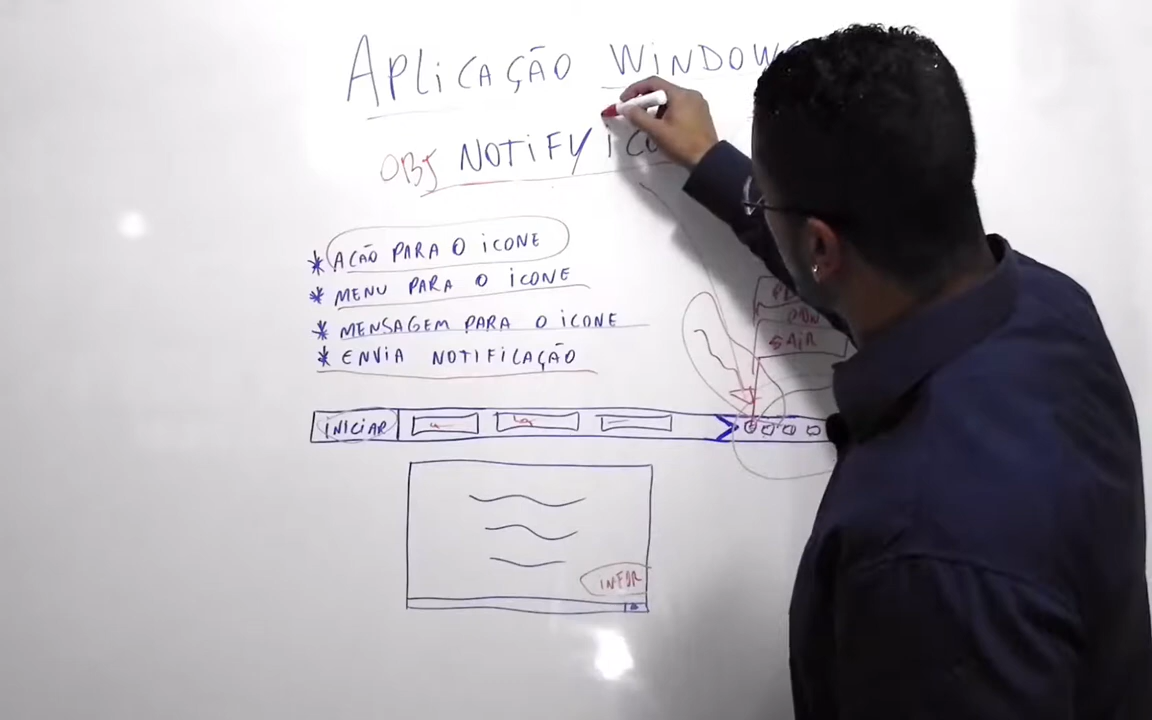 APLiCAÇÃO WiNDOW
OBJ NOTiFYiCO
* AÇÃO PARA O iCONE
* MENU PARA O iCONE
* MENSAGEM PARA O iCONE
* ENViA NOTiFiCAÇÃO
SAiR
iNiCiAR
INFOR